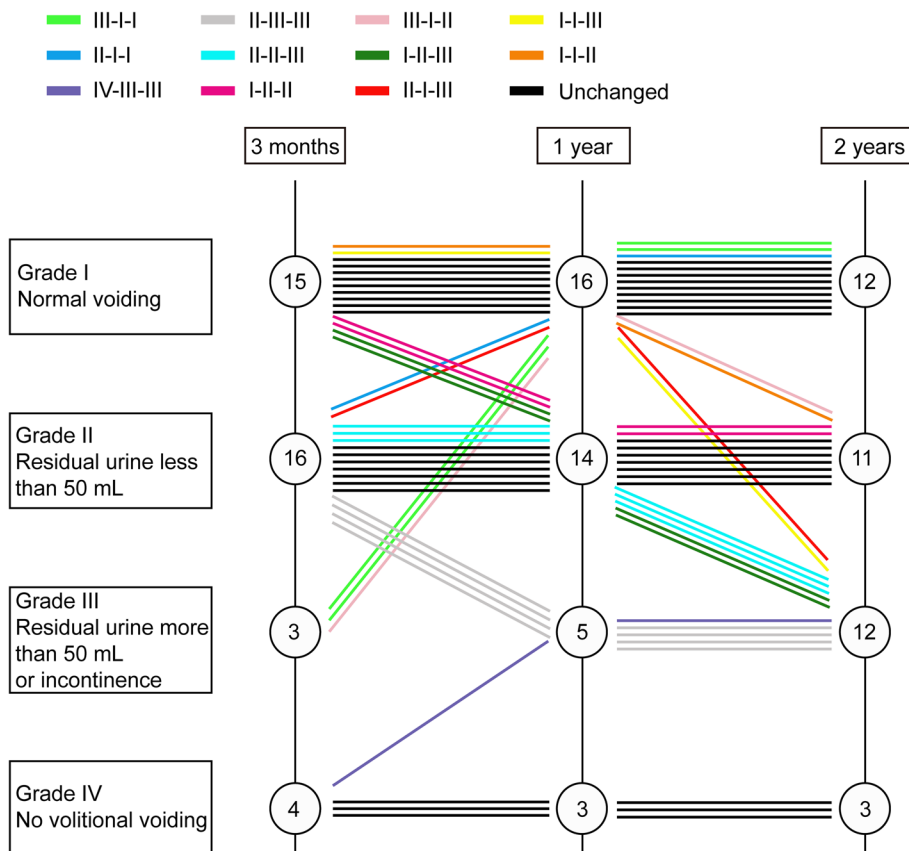 III-I-I
II-III-III
III-I-II
I-I-III
II-I-I
II-II-III
I-II-III
I-I-II
IV-III-III
I-II-II
II-I-III
Unchanged
3 months
1 year
2 years
Grade I
Normal voiding
15
16
12
Grade II
Residual urine less
than 50 mL
16
14
11
Grade III
Residual urine more
than 50 mL
or incontinence
3
5
12
Grade IV
No volitional voiding
4
3
3